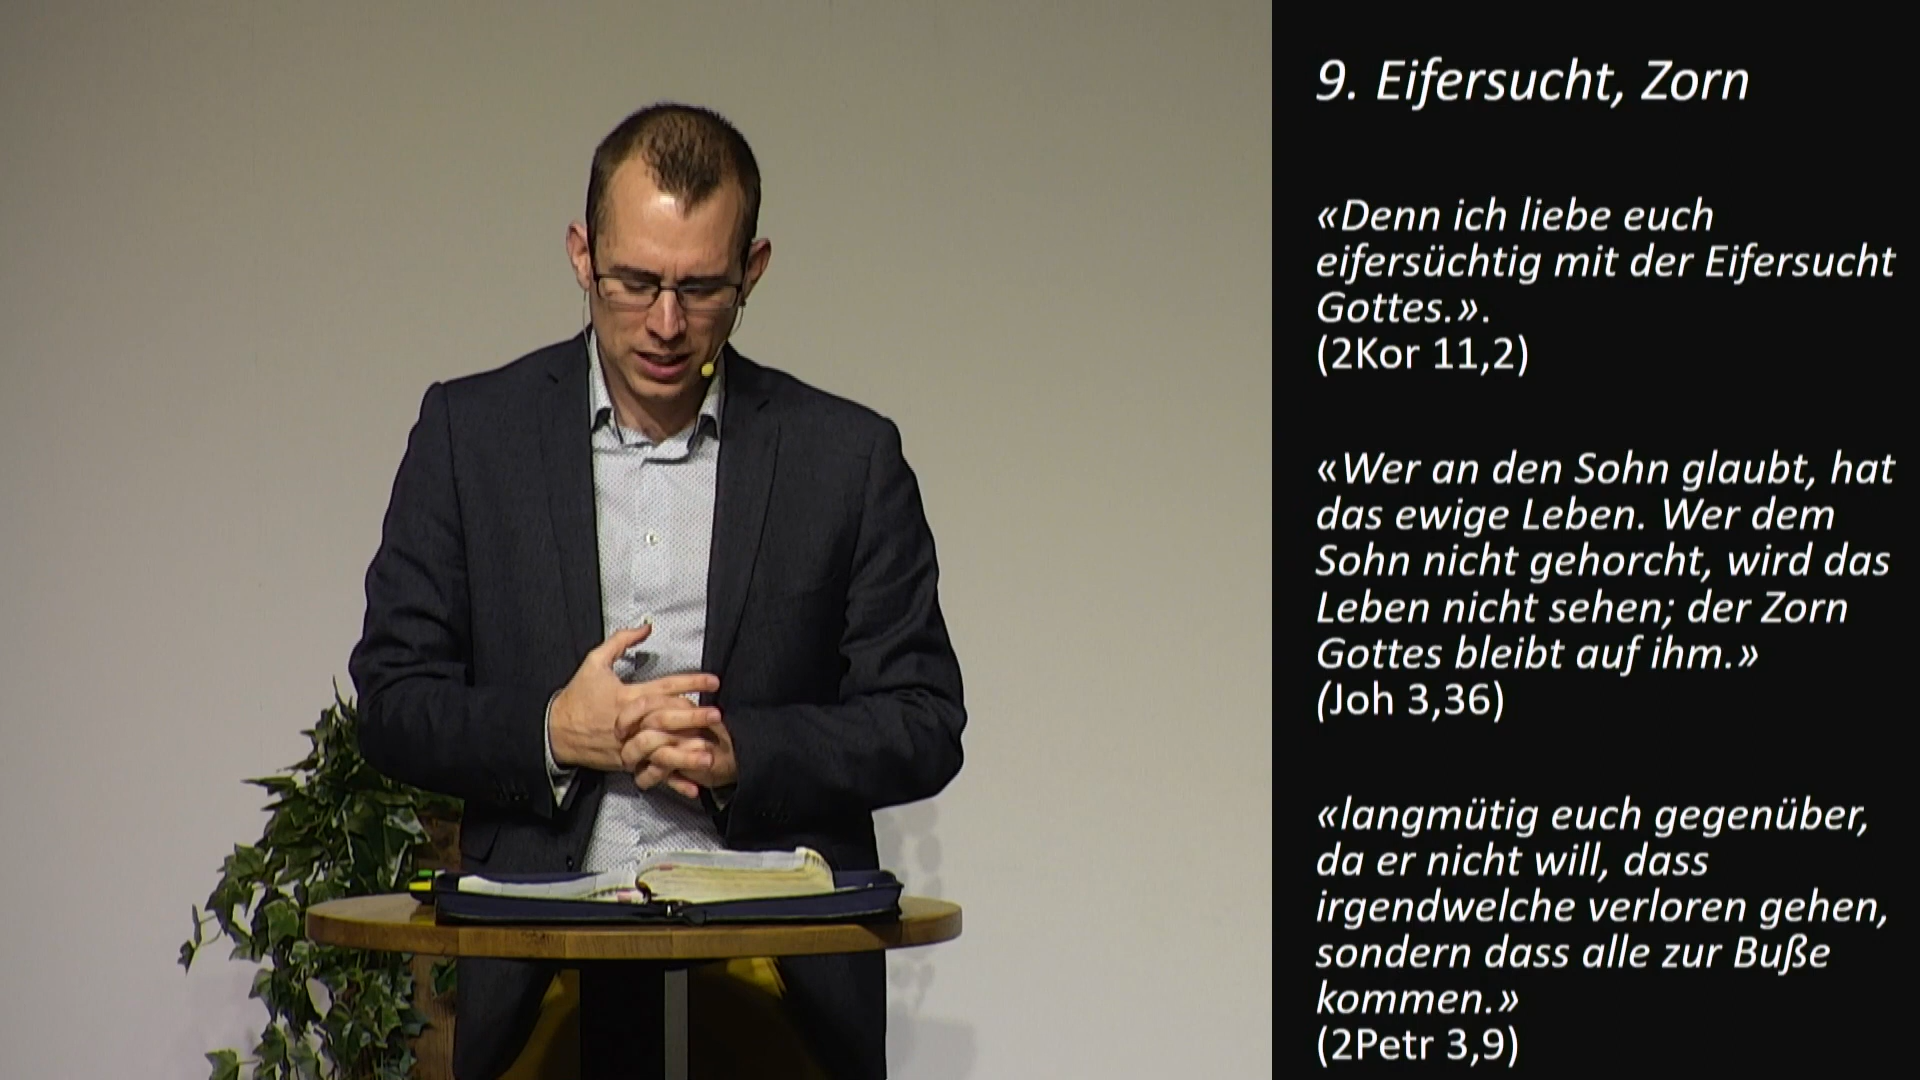 9. Eifersucht, Zorn
«Denn ich liebe euch
eifersüchtig mit der Eifersucht
Gottes.».
(2Kor 11,2)
«Wer an den Sohn glaubt, hat
das ewige Leben. Wer dem
Sohn nicht gehorcht, wird das
Leben nicht sehen; der Zorn
Gottes bleibt auf ihm.»
(Joh 3,36)
«langmütig euch gegenüber,
da er nicht will, dass
irgendwelche verloren gehen,
sondern dass alle zur Buße
kommen.»
(2Petr 3,9)